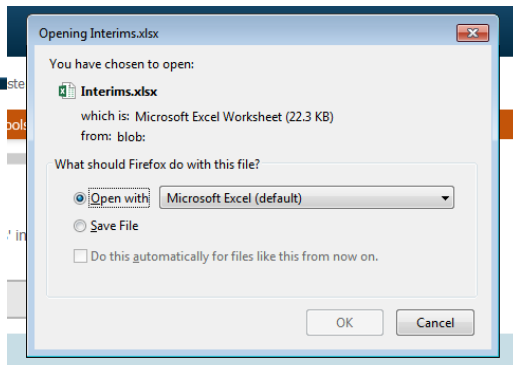 Opening Interims.xlsx
You have chosen to open:
Interims.xlsx
which is: Microsoft Excel Worksheet (22.3 KB)
from: blob:
What should Firefox do with this file?
Open with Microsoft Excel (default)
Save File
Do this automatically for files like this from now on.
' in
OK Cancel